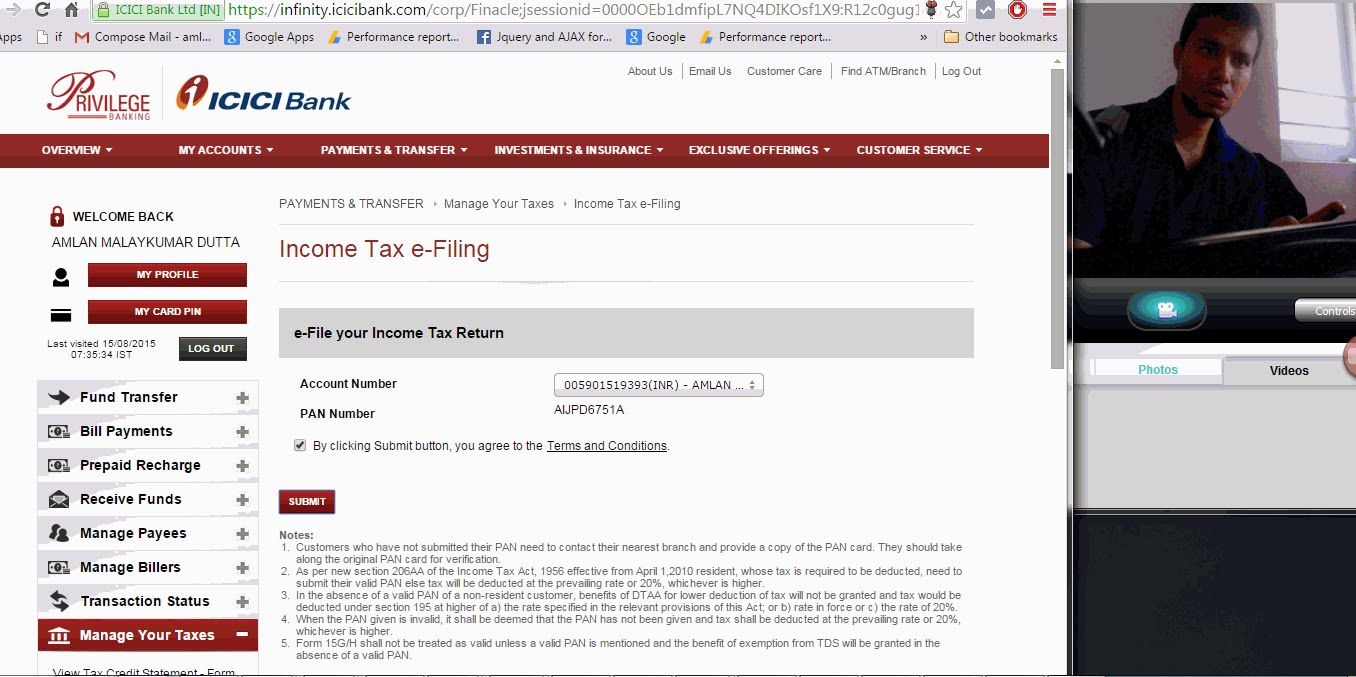 ICICI Bank Ltd [IN] https://infinity.icicibank.com/corp/Finacle;jsessionid=0000OEb1dmfipL7NQ4DIKOsf1X9:R12c0gug1
Apps if Compose Mail - aml... Google Apps Performance report... Jquery and AJAX for... Google Performance report... » Other bookmarks
About Us Email Us Customer Care Find ATM/Branch Log Out
PRIVILEGE
BANKING
ICICI Bank
OVERVIEW MY ACCOUNTS PAYMENTS & TRANSFER INVESTMENTS & INSURANCE EXCLUSIVE OFFERINGS CUSTOMER SERVICE
WELCOME BACK
AMLAN MALAYKUMAR DUTTA
MY PROFILE
MY CARD PIN
Last visited 15/08/2015
07:35:34 IST
LOG OUT
Fund Transfer
Bill Payments
Prepaid Recharge
Receive Funds
Manage Payees
Manage Billers
Transaction Status
Manage Your Taxes
View Tax Credit Statement - Form
PAYMENTS & TRANSFER Manage Your Taxes Income Tax e-Filing
Income Tax e-Filing
e-File your Income Tax Return
Account Number 005901519393(INR) - AMLAN ...
PAN Number AIJPD6751A
By clicking Submit button, you agree to the Terms and Conditions.
SUBMIT
Notes:
1. Customers who have not submitted their PAN need to contact their nearest branch and provide a copy of the PAN card. They should take
along the original PAN card for verification.
2. As per new section 206AA of the Income Tax Act, 1956 effective from April 1,2010 resident, whose tax is required to be deducted, need to
submit their valid PAN else tax will be deducted at the prevailing rate or 20%, whichever is higher.
3. In the absence of a valid PAN of a non-resident customer, benefits of DTAA for lower deduction of tax will not be granted and tax would be
deducted under section 195 at higher of a) the rate specified in the relevant provisions of this Act; or b) rate in force or c) the rate of 20%.
4. When the PAN given is invalid, it shall be deemed that the PAN has not been given and tax shall be deducted at the prevailing rate or 20%,
whichever is higher.
5. Form 15G/H shall not be treated as valid unless a valid PAN is mentioned and the benefit of exemption from TDS will be granted in the
absence of a valid PAN.
Controls
Photos Videos